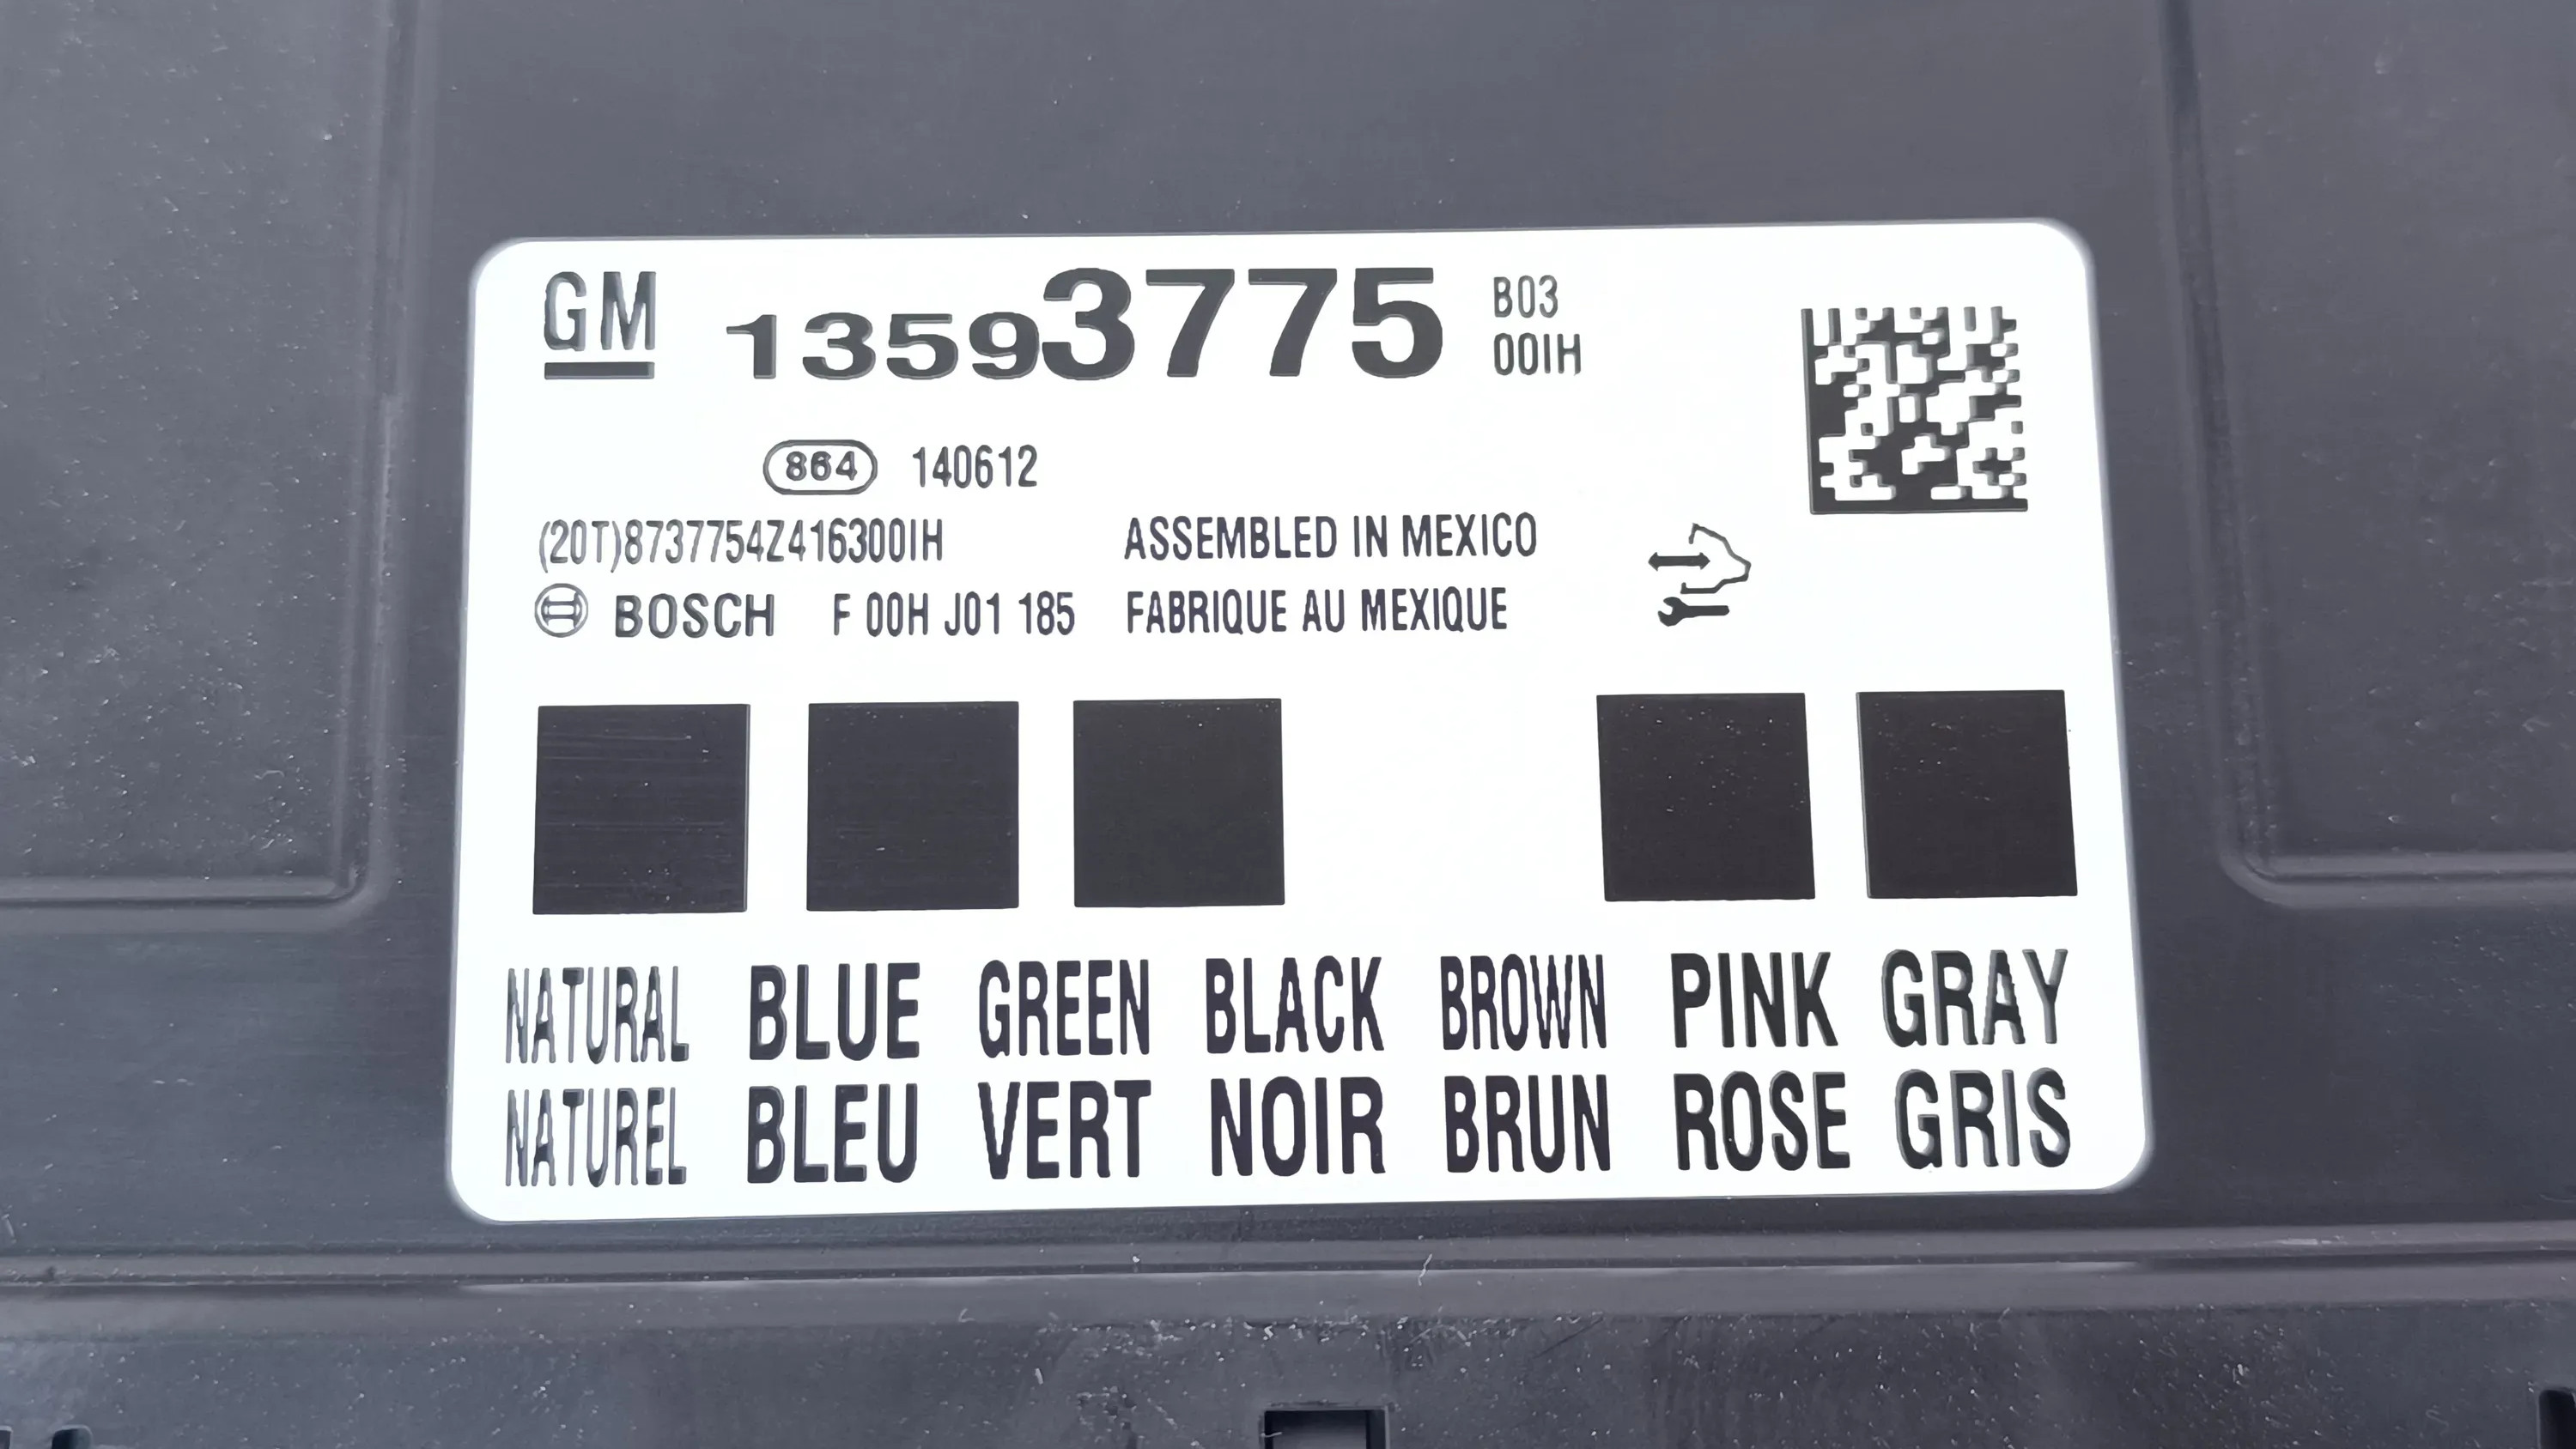 GM 13593775 B03
00IH
864 140612
(20T)8737754Z416300IH ASSEMBLED IN MEXICO
BOSCH F 00H J01 185 FABRIQUE AU MEXIQUE
NATURAL BLUE GREEN BLACK BROWN PINK GRAY
NATUREL BLEU VERT NOIR BRUN ROSE GRIS